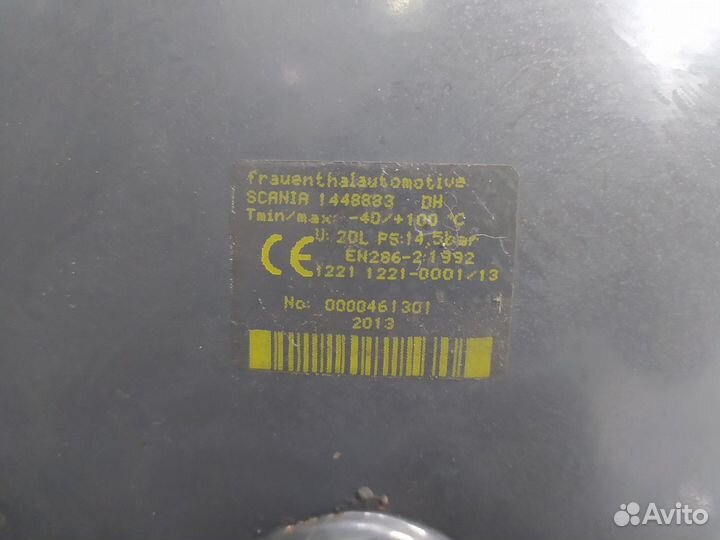 frauenthalautomotive
SCANIA 1448883 DH
Tmin/max: -40/+100 °C
V: 20L PS:14.5bar
EN286-2:1992
CE 1221 1221-0001/13
No: 0000461301
2013
Avito